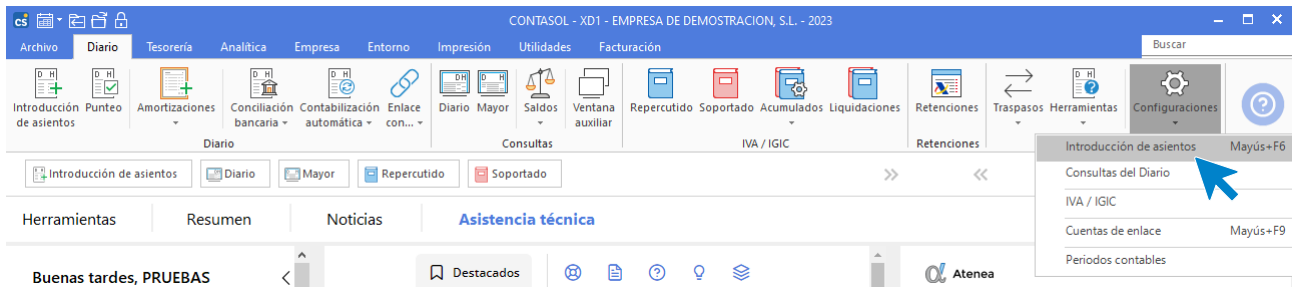 cs
CONTASOL - XD1 - EMPRESA DE DEMOSTRACION, S.L. - 2023
Archivo Diario Tesorería Analítica Empresa Entorno Impresión Utilidades Facturación Buscar
D H D H D H D H D H D H D H
Introducción Punteo Amortizaciones Conciliación Contabilización Enlace Diario Mayor Saldos Ventana Repercutido Soportado Acumulados Liquidaciones Retenciones Traspasos Herramientas Configuraciones
de asientos bancaria automática con... auxiliar
Diario Consultas IVA / IGIC Retenciones
Introducción de asientos Mayús+F6
Introducción de asientos Diario Mayor Repercutido Soportado
Consultas del Diario
IVA / IGIC
Herramientas Resumen Noticias Asistencia técnica
Cuentas de enlace Mayús+F9
Periodos contables
Buenas tardes, PRUEBAS Destacados Atenea